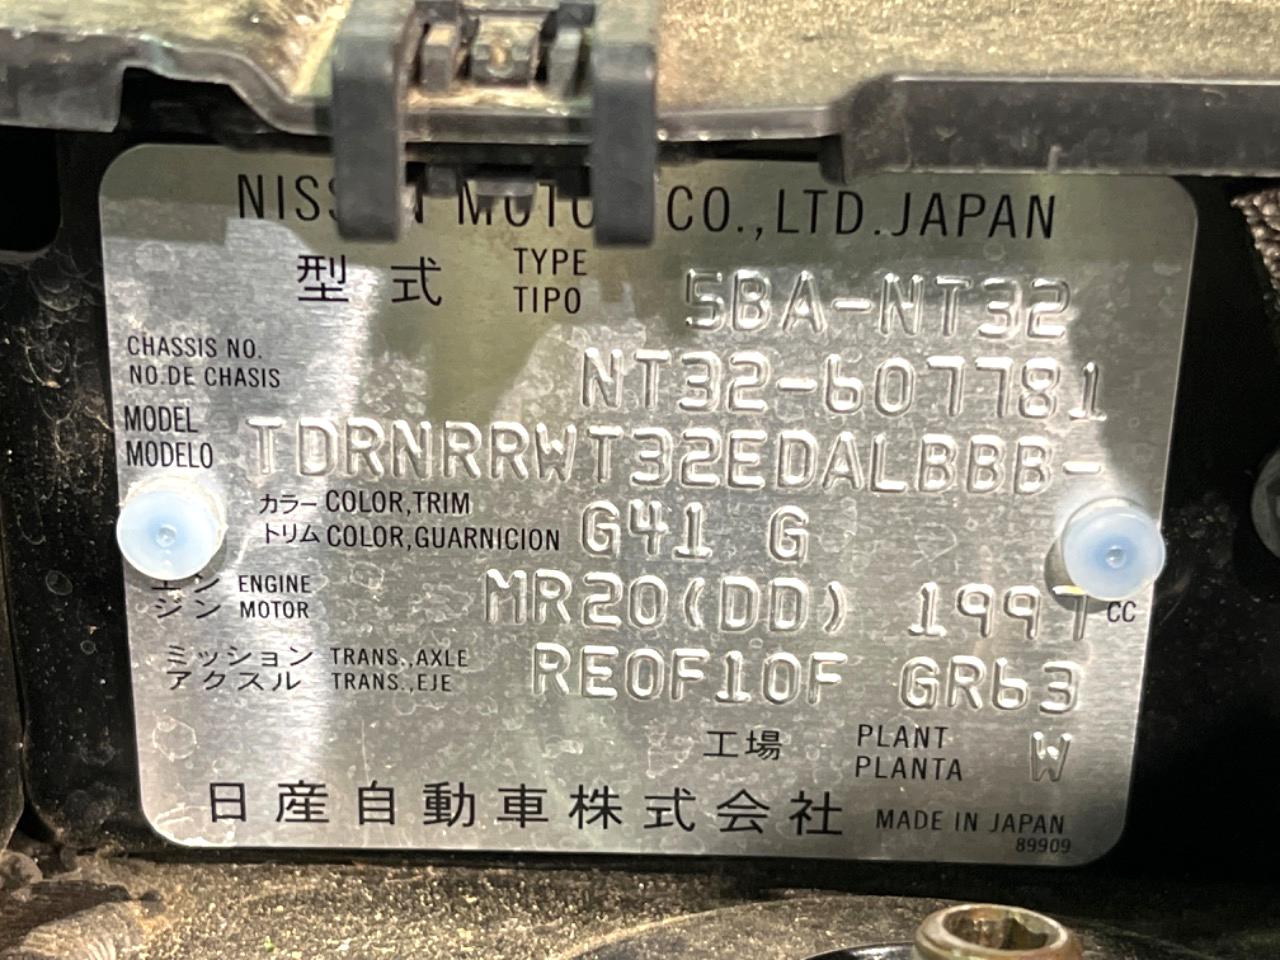 NISSAN MOTOR CO.,LTD.JAPAN
型式 TYPE TIPO 5BA-NT32
CHASSIS NO. NO.DE CHASIS NT32-607781
MODEL MODELO TDRNRRWT32EDALBBB-
カラー COLOR,TRIM
トリム COLOR,GUARNICION G41 G
エン ENGINE
ジン MOTOR MR20(DD) 1997 CC
ミッション TRANS.,AXLE
アクスル TRANS.,EJE RE0F10F GR63
工場 PLANT PLANTA W
日産自動車株式会社 MADE IN JAPAN
89909